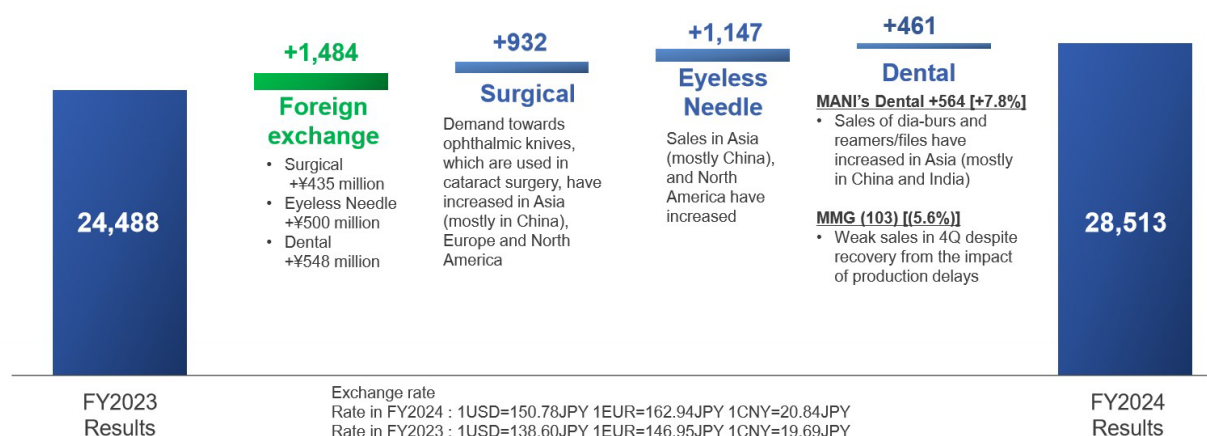 24,488
FY2023
Results
+1,484
Foreign
exchange
• Surgical
+¥435 million
• Eyeless Needle
+¥500 million
• Dental
+¥548 million
+932
Surgical
Demand towards
ophthalmic knives,
which are used in
cataract surgery, have
increased in Asia
(mostly in China),
Europe and North
America
+1,147
Eyeless
Needle
Sales in Asia
(mostly China),
and North
America have
increased
+461
Dental
MANI's Dental +564 [+7.8%]
• Sales of dia-burs and
reamers/files have
increased in Asia (mostly
in China and India)
MMG (103) [(5.6%)]
• Weak sales in 4Q despite
recovery from the impact
of production delays
28,513
FY2024
Results
Exchange rate
Rate in FY2024 : 1USD=150.78JPY 1EUR=162.94JPY 1CNY=20.84JPY
Rate in FY2023 : 1USD=138.60JPY 1EUR=146.95JPY 1CNY=19.69JPY